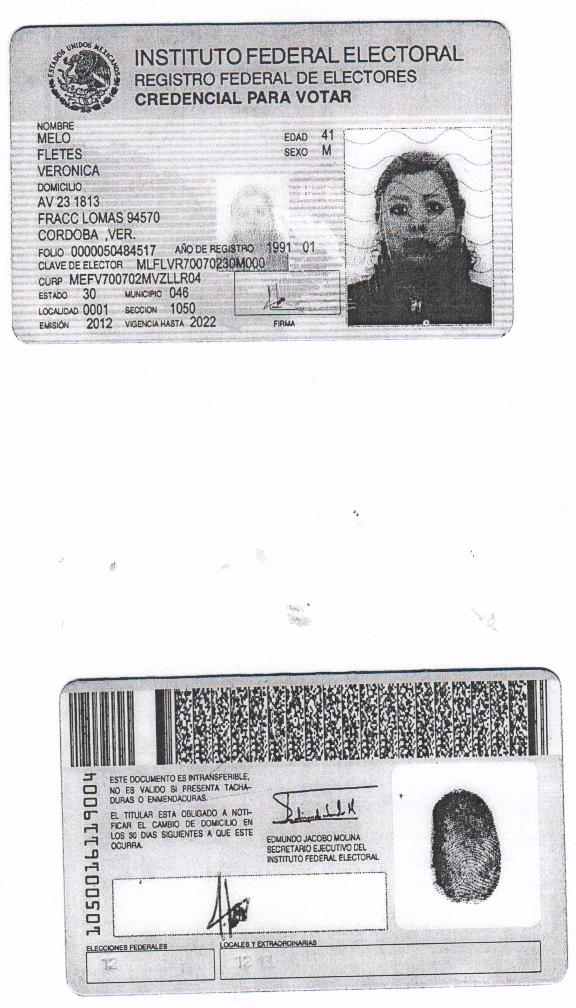 ESTADOS UNIDOS MEXICANOS
INSTITUTO FEDERAL ELECTORAL
REGISTRO FEDERAL DE ELECTORES
CREDENCIAL PARA VOTAR
NOMBRE
MELO
FLETES
VERONICA
EDAD 41
SEXO M
DOMICILIO
AV 23 1813
FRACC LOMAS 94570
CORDOBA ,VER.
FOLIO 0000050484517 AÑO DE REGISTRO 1991 01
CLAVE DE ELECTOR MLFLVR70070230M000
CURP MEFV700702MVZLLR04
ESTADO 30 MUNICIPIO 046
LOCALIDAD 0001 SECCION 1050
EMISIÓN 2012 VIGENCIA HASTA 2022
FIRMA
1050016119004
ESTE DOCUMENTO ES INTRANSFERIBLE,
NO ES VALIDO SI PRESENTA TACHA-
DURAS O ENMENDADURAS.
EL TITULAR ESTA OBLIGADO A NOTI-
FICAR EL CAMBIO DE DOMICILIO EN
LOS 30 DIAS SIGUIENTES A QUE ESTE
OCURRA.
EDMUNDO JACOBO MOLINA
SECRETARIO EJECUTIVO DEL
INSTITUTO FEDERAL ELECTORAL
ELECCIONES FEDERALES
12
LOCALES Y EXTRAORDINARIAS
12 13